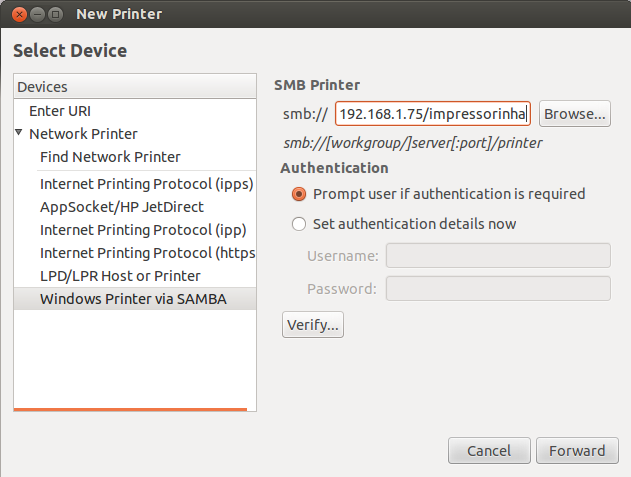 New Printer
Select Device
Devices
Enter URI
Network Printer
Find Network Printer
Internet Printing Protocol (ipps)
AppSocket/HP JetDirect
Internet Printing Protocol (ipp)
Internet Printing Protocol (https
LPD/LPR Host or Printer
Windows Printer via SAMBA
SMB Printer
smb:// 192.168.1.75/impressorinha Browse...
smb://[workgroup/]server[:port]/printer
Authentication
Prompt user if authentication is required
Set authentication details now
Username:
Password:
Verify...
Cancel Forward